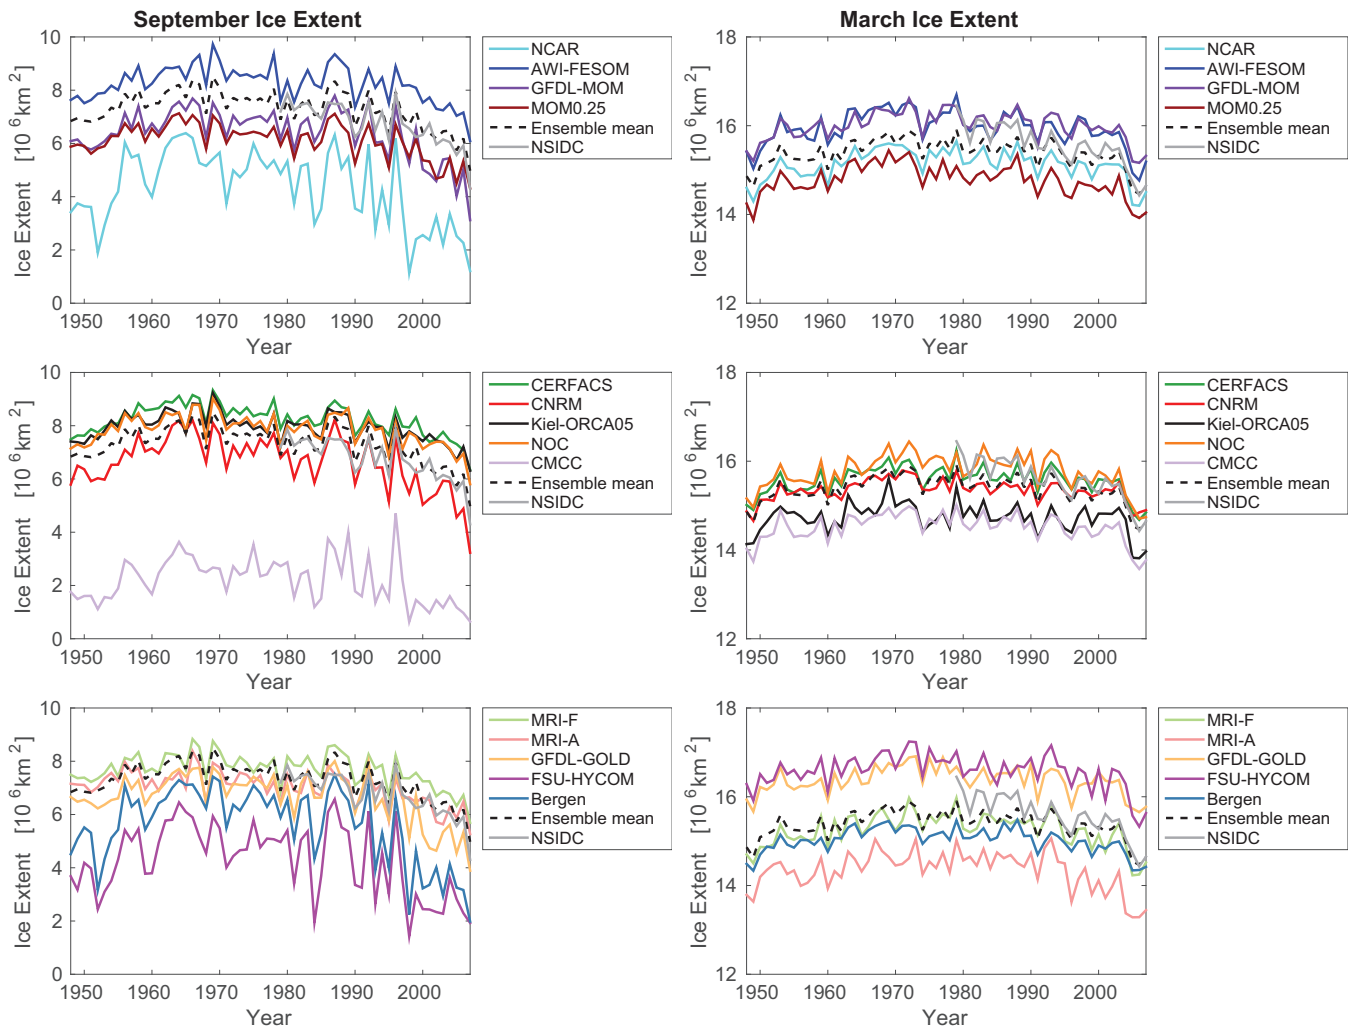 September Ice Extent
March Ice Extent
Ice Extent [10 6 km 2]
10
8
6
4
2
0
1950 1960 1970 1980 1990 2000
Year
NCAR
AWI-FESOM
GFDL-MOM
MOM0.25
Ensemble mean
NSIDC
Ice Extent [10 6 km 2]
18
16
14
12
1950 1960 1970 1980 1990 2000
Year
NCAR
AWI-FESOM
GFDL-MOM
MOM0.25
Ensemble mean
NSIDC
Ice Extent [10 6 km 2]
10
8
6
4
2
0
1950 1960 1970 1980 1990 2000
Year
CERFACS
CNRM
Kiel-ORCA05
NOC
CMCC
Ensemble mean
NSIDC
Ice Extent [10 6 km 2]
18
16
14
12
1950 1960 1970 1980 1990 2000
Year
CERFACS
CNRM
Kiel-ORCA05
NOC
CMCC
Ensemble mean
NSIDC
Ice Extent [10 6 km 2]
10
8
6
4
2
0
1950 1960 1970 1980 1990 2000
Year
MRI-F
MRI-A
GFDL-GOLD
FSU-HYCOM
Bergen
Ensemble mean
NSIDC
Ice Extent [10 6 km 2]
18
16
14
12
1950 1960 1970 1980 1990 2000
Year
MRI-F
MRI-A
GFDL-GOLD
FSU-HYCOM
Bergen
Ensemble mean
NSIDC